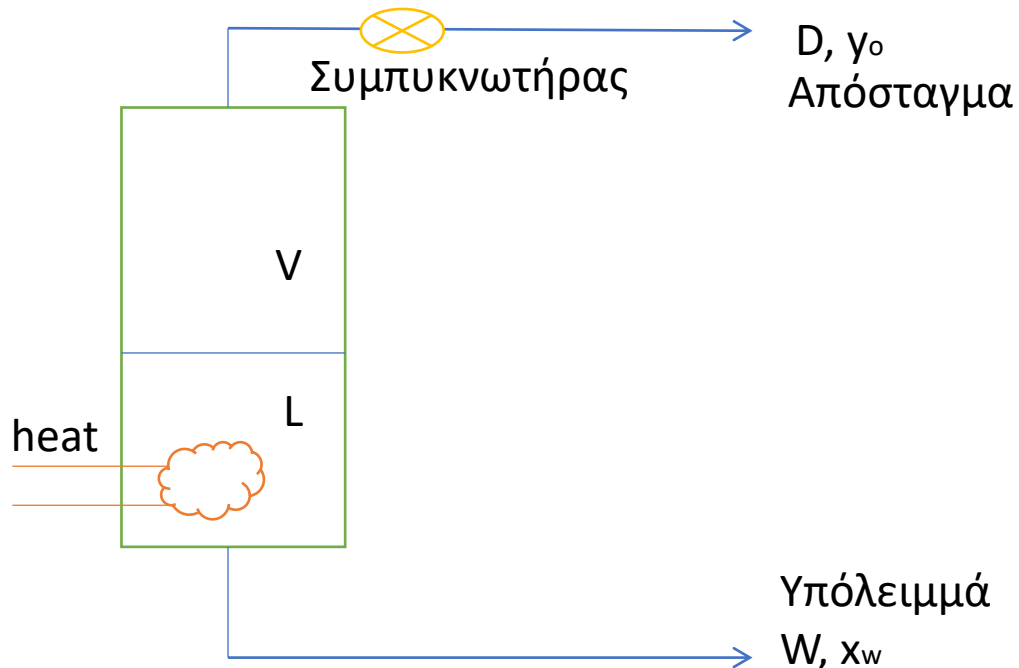 D, yo
Συμπυκνωτήρας
Απόσταγμα
V
L
heat
Υπόλειμμά
W, xw